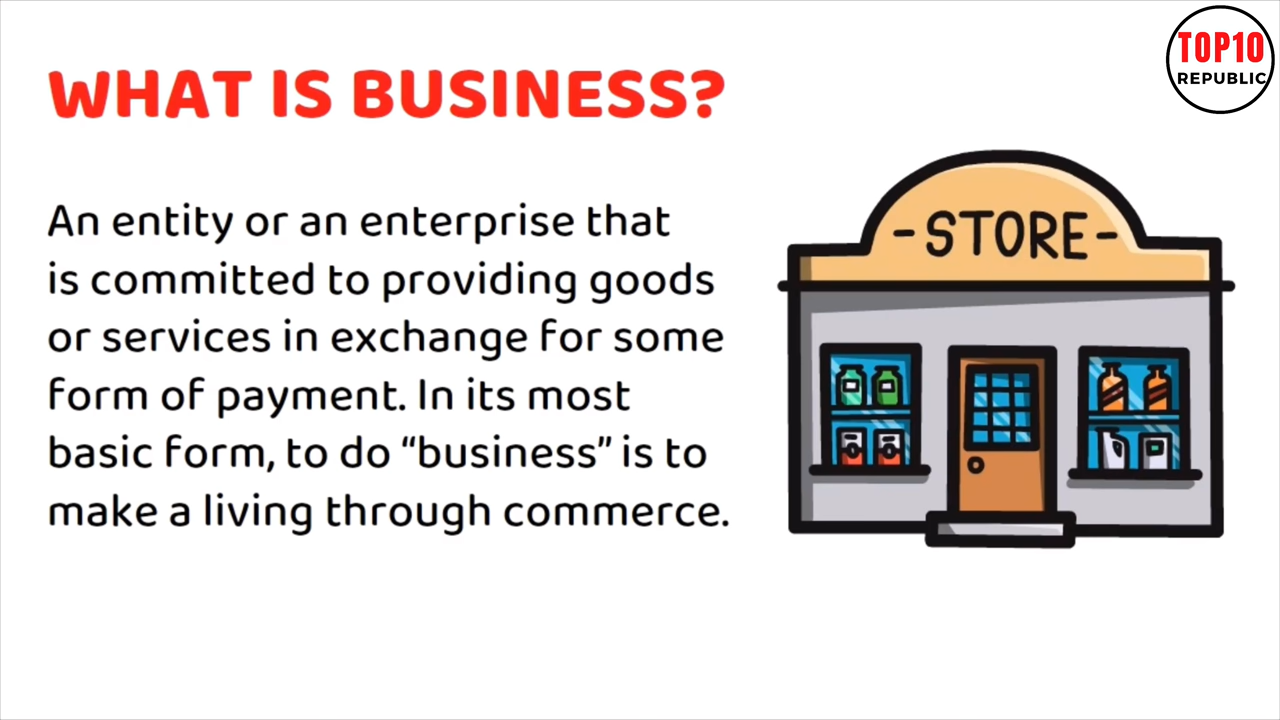 TOP10
REPUBLIC
WHAT IS BUSINESS?
An entity or an enterprise that
is committed to providing goods
or services in exchange for some
form of payment. In its most
basic form, to do “business” is to
make a living through commerce.
-STORE-